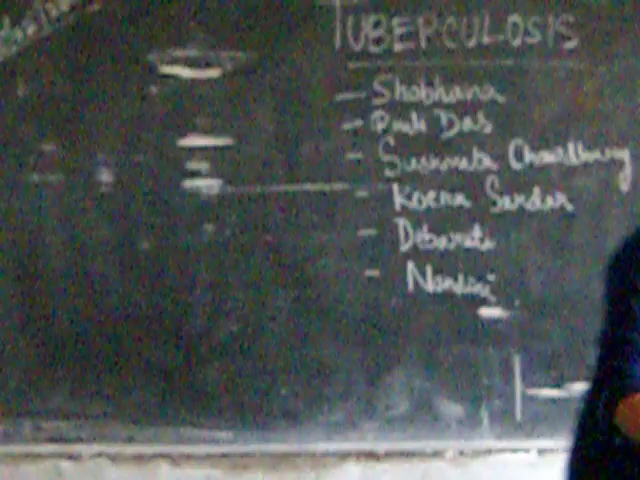 TUBERCULOSIS
- Shobhana
- Das
- Susmita Chowdhury
- Koena Sardar
- Debarati
- Nandini